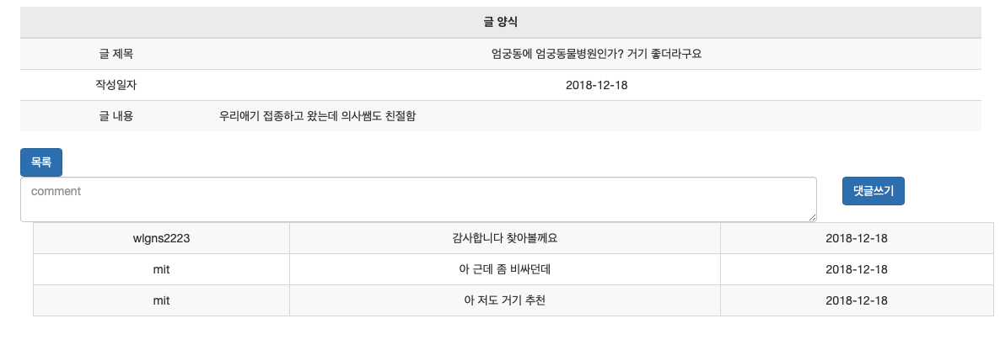 글 양식
글 제목 엄궁동에 엄궁동물병원인가? 거기 좋더라구요
작성일자 2018-12-18
글 내용 우리애기 접종하고 왔는데 의사쌤도 친절함
목록
comment 댓글쓰기
wlgns2223 감사합니다 찾아볼께요 2018-12-18
mit 아 근데 좀 비싸던데 2018-12-18
mit 아 저도 거기 추천 2018-12-18